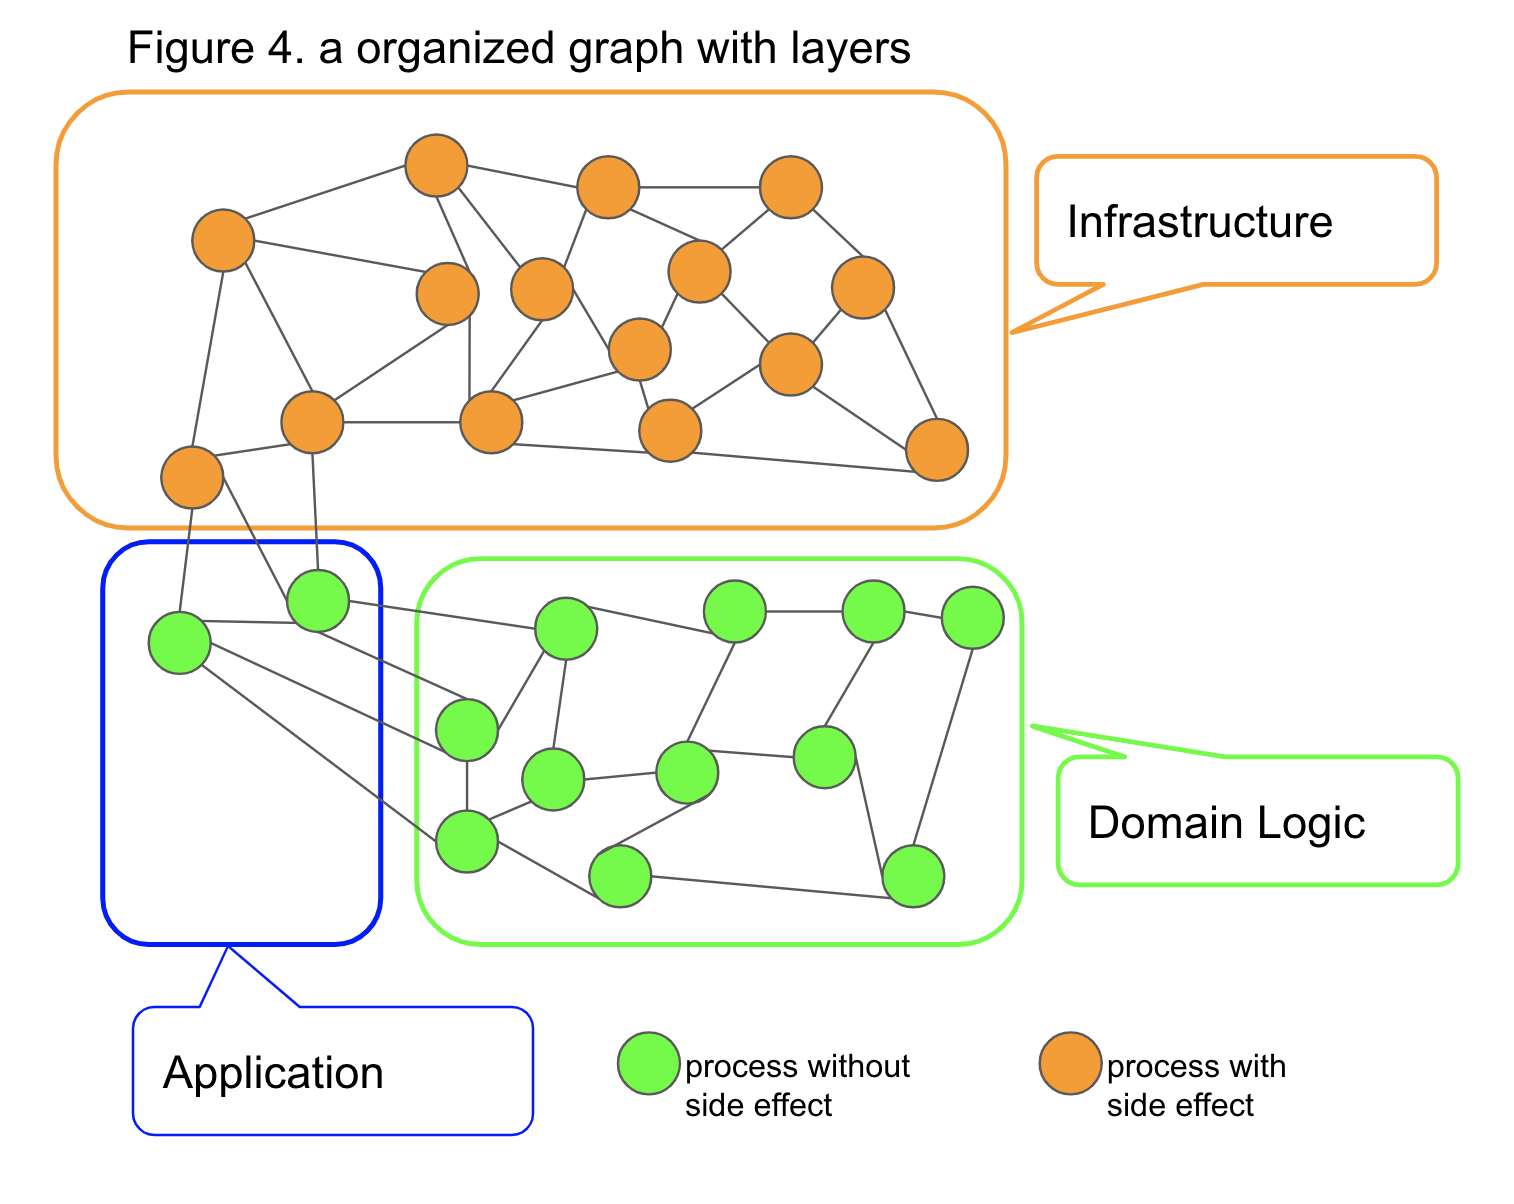 Figure 4. a organized graph with layers
Infrastructure
Domain Logic
Application
process without
side effect
process with
side effect